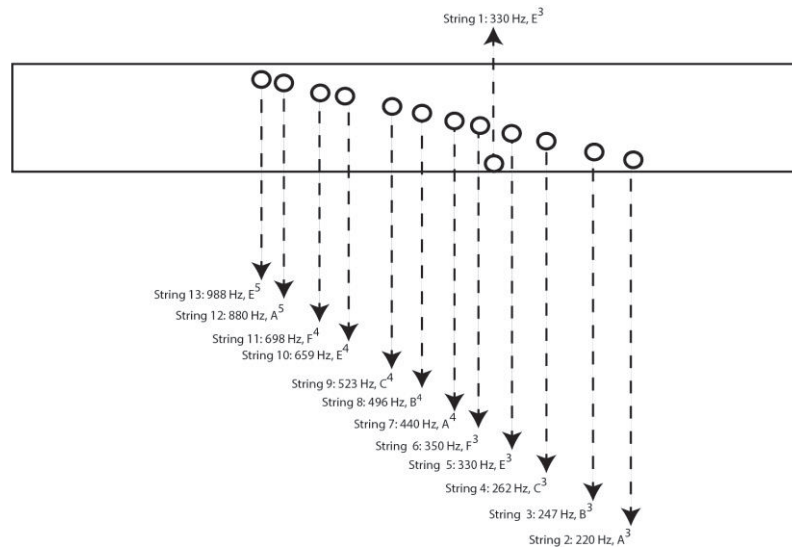 String 1: 330 Hz, E3
String 13: 988 Hz, E5
String 12: 880 Hz, A5
String 11: 698 Hz, F4
String 10: 659 Hz, E4
String 9: 523 Hz, C4
String 8: 496 Hz, B4
String 7: 440 Hz, A4
String 6: 350 Hz, F3
String 5: 330 Hz, E3
String 4: 262 Hz, C3
String 3: 247 Hz, B3
String 2: 220 Hz, A3